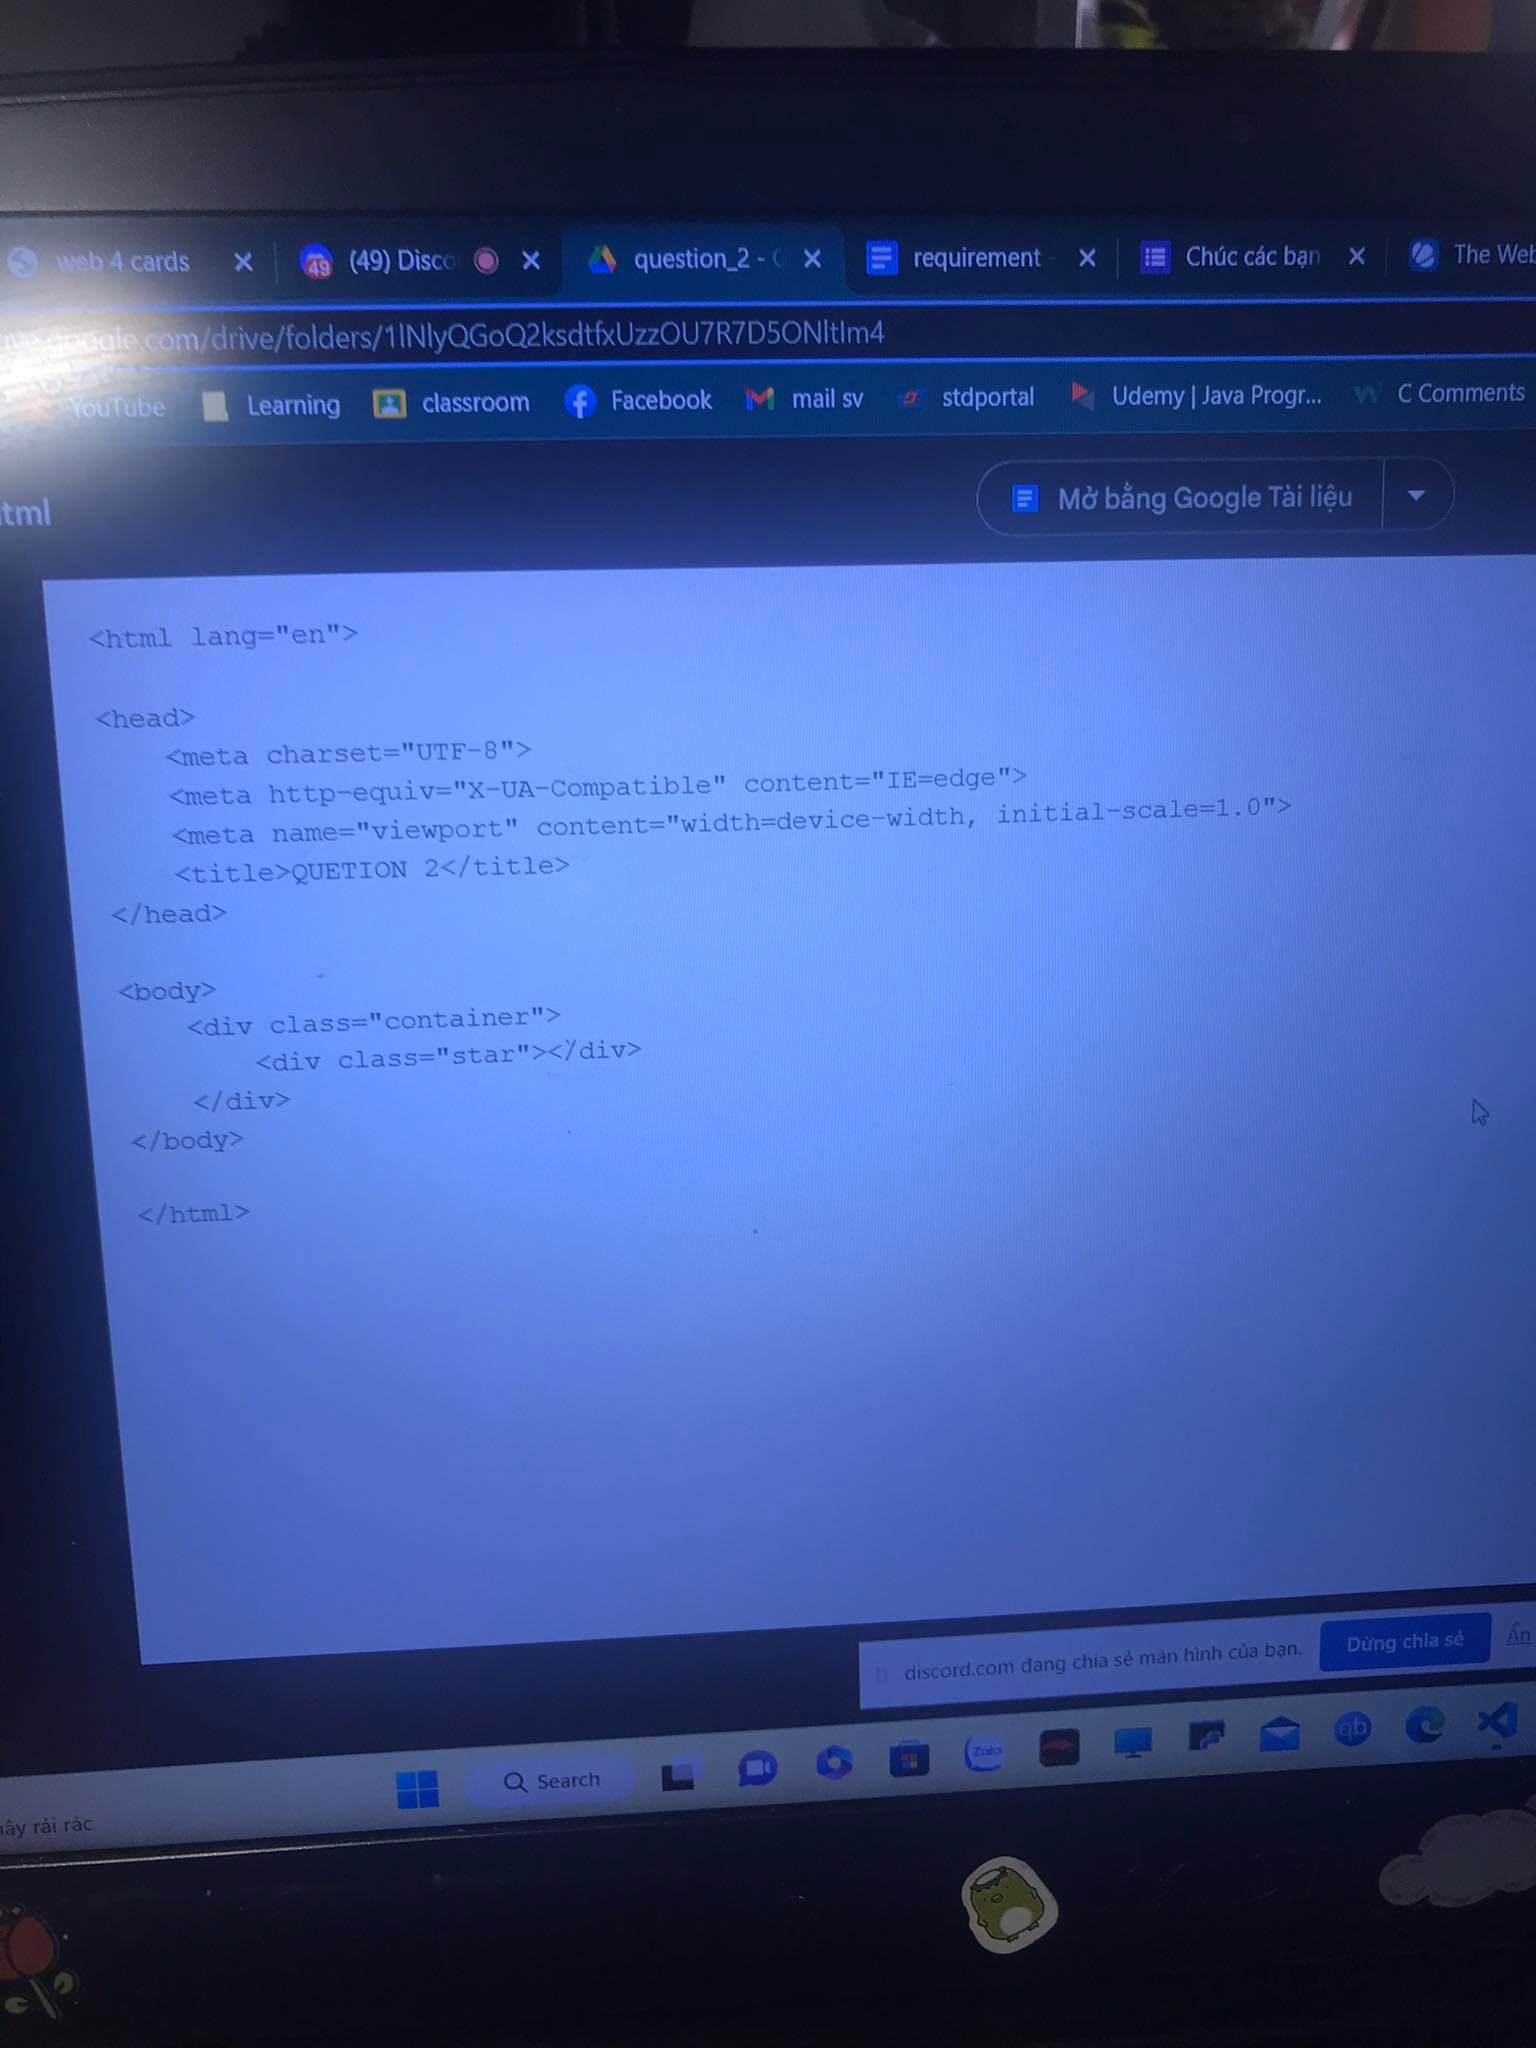 web 4 cards
49
(49) Disco
question_2 -
requirement -
Chúc các bạn
The Web
google.com/drive/folders/1lNlyQGoQ2ksdtfxUzzOU7R7D5ONltIm4
YouTube
Learning
classroom
Facebook
mail sv
stdportal
Udemy | Java Progr...
C Comments
tml
Mở bằng Google Tài liệu
<html lang="en">
<head>
<meta charset="UTF-8">
<meta http-equiv="X-UA-Compatible" content="IE=edge">
<meta name="viewport" content="width=device-width, initial-scale=1.0">
<title>QUETION 2</title>
</head>
<body>
<div class="container">
<div class="star"></div>
</div>
</body>
</html>
discord.com đang chia sẻ màn hình của bạn.
Dừng chia sẻ
Ẩn
Search
Zalo
qb
rải rác